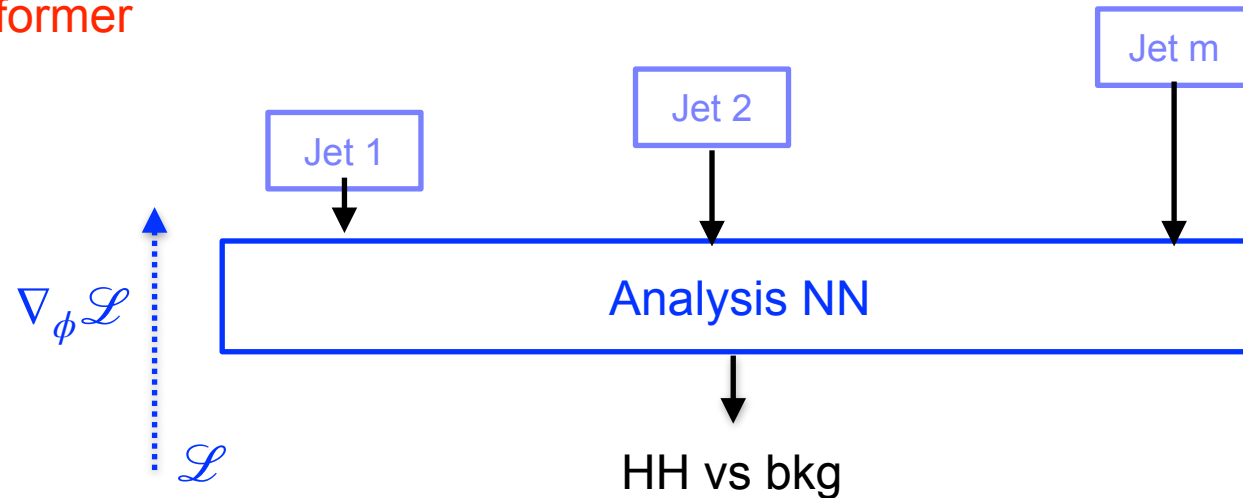 former
Jet m
Jet 2
Jet 1
Analysis NN
∇ϕℒ
ℒ
HH vs bkg